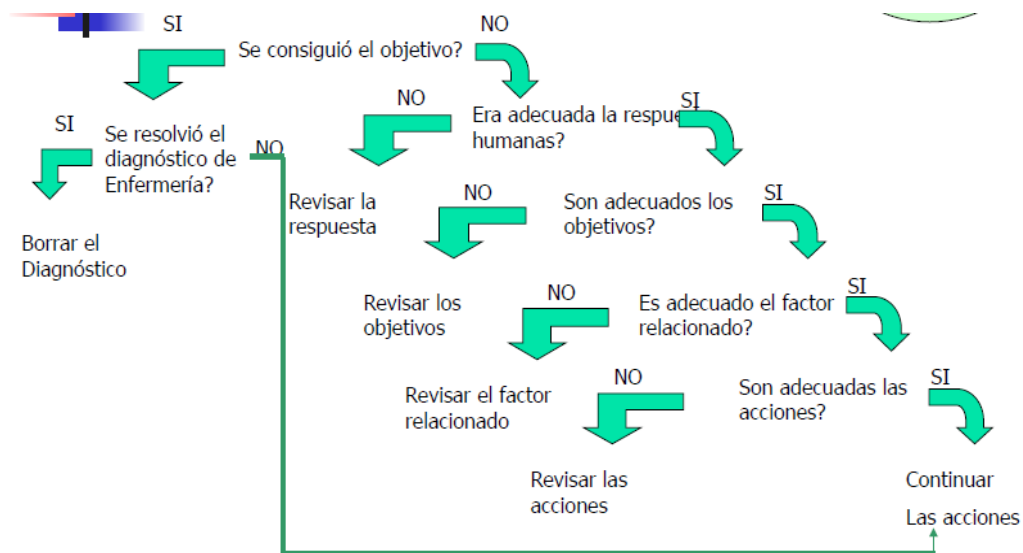 SI
NO
Se consiguió el objetivo?
NO
Era adecuada la respue
SI
humanas?
SI
Se resolvió el
diagnóstico de
Enfermería?
NO
Revisar la
respuesta
NO
Son adecuados los
objetivos?
SI
Borrar el
Diagnóstico
Revisar los
objetivos
NO
Es adecuado el factor
relacionado?
SI
Revisar el factor
relacionado
NO
Son adecuadas las
acciones?
SI
Revisar las
acciones
Continuar
Las acciones